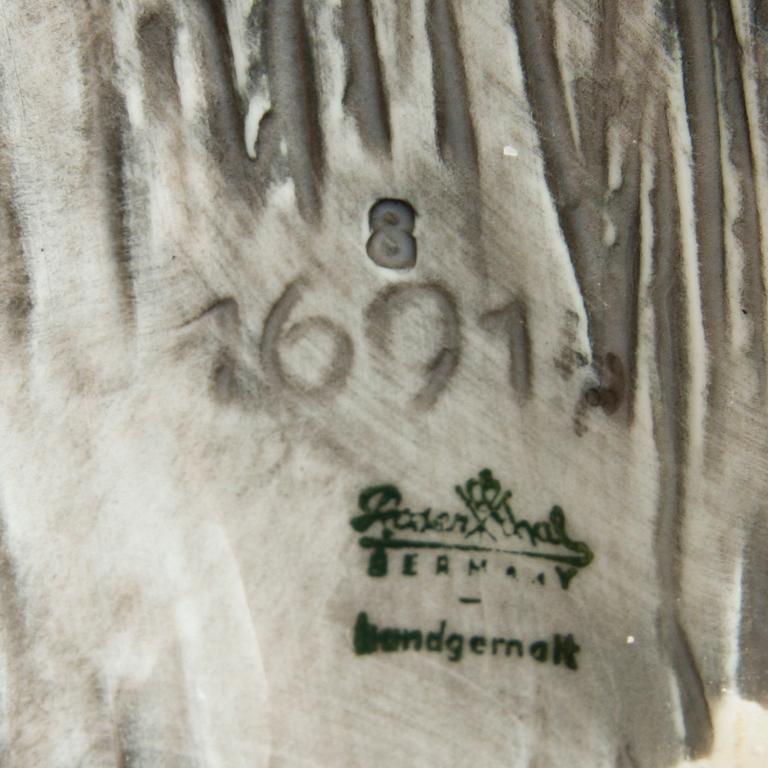 8
1691
Rosenthal
GERMANY
–
handgemalt